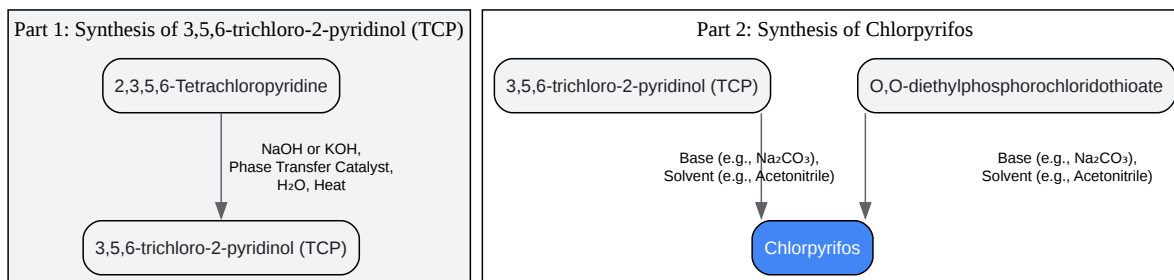 Part 1: Synthesis of 3,5,6-trichloro-2-pyridinol (TCP)
2,3,5,6-Tetrachloropyridine
NaOH or KOH,
Phase Transfer Catalyst,
H₂O, Heat
3,5,6-trichloro-2-pyridinol (TCP)
Part 2: Synthesis of Chlorpyrifos
3,5,6-trichloro-2-pyridinol (TCP)
O,O-diethylphosphorochloridothioate
Base (e.g., Na₂CO₃),
Solvent (e.g., Acetonitrile)
Base (e.g., Na₂CO₃),
Solvent (e.g., Acetonitrile)
Chlorpyrifos